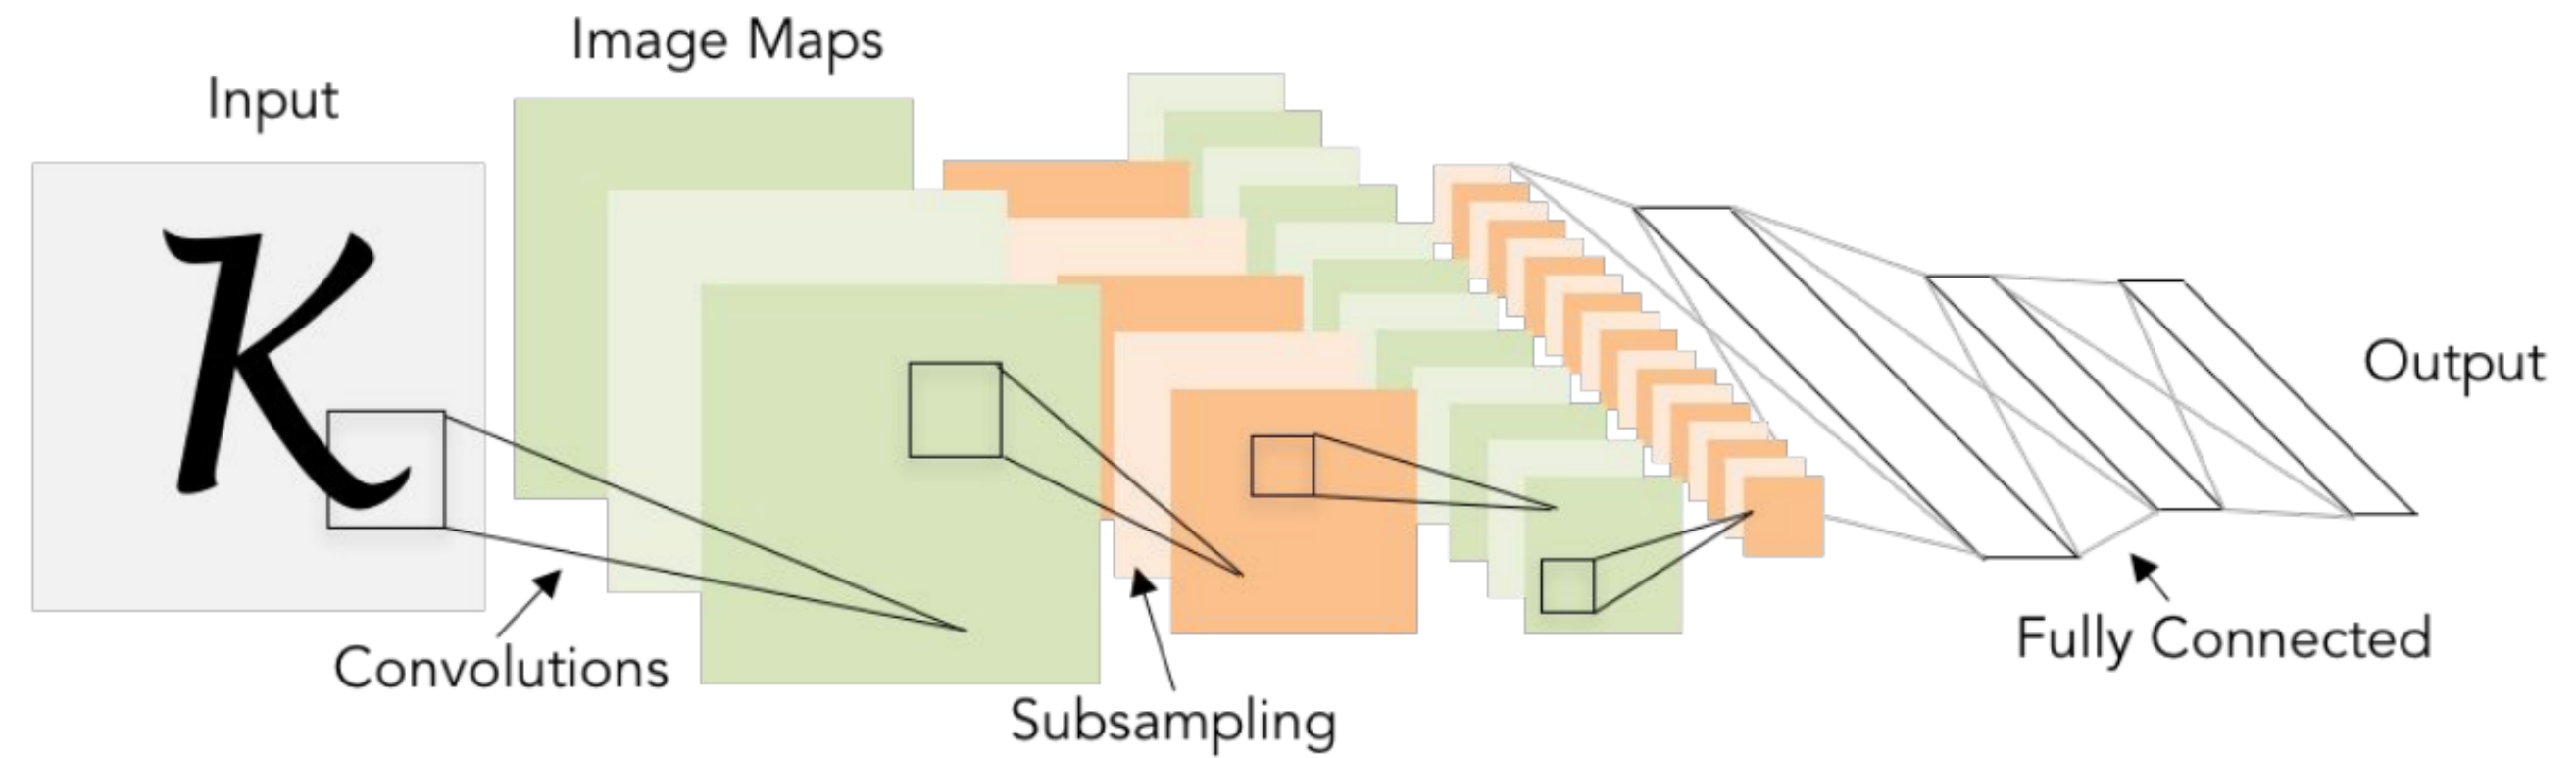 Image Maps
Input
K
Output
Convolutions
Fully Connected
Subsampling